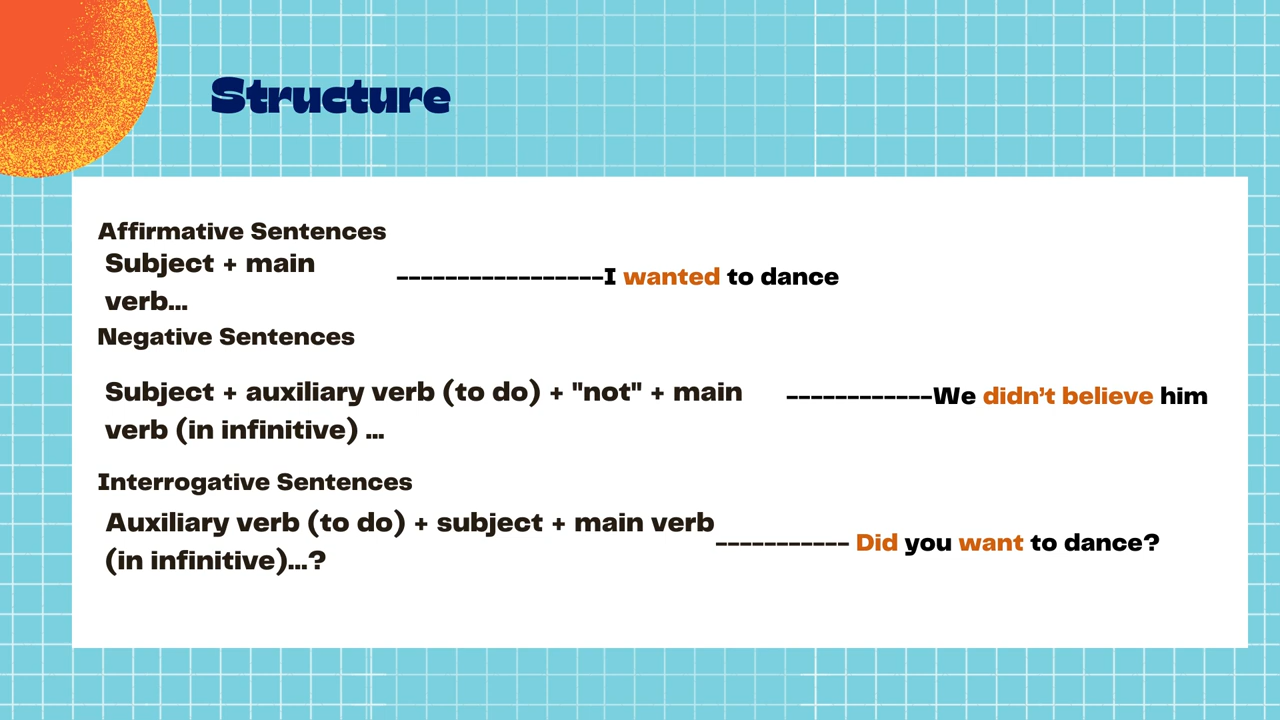 Structure
Affirmative Sentences
Subject + main
verb...
-----------------I wanted to dance
Negative Sentences
Subject + auxiliary verb (to do) + "not" + main
verb (in infinitive) ...
------------We didn’t believe him
Interrogative Sentences
Auxiliary verb (to do) + subject + main verb
(in infinitive)...?
----------- Did you want to dance?